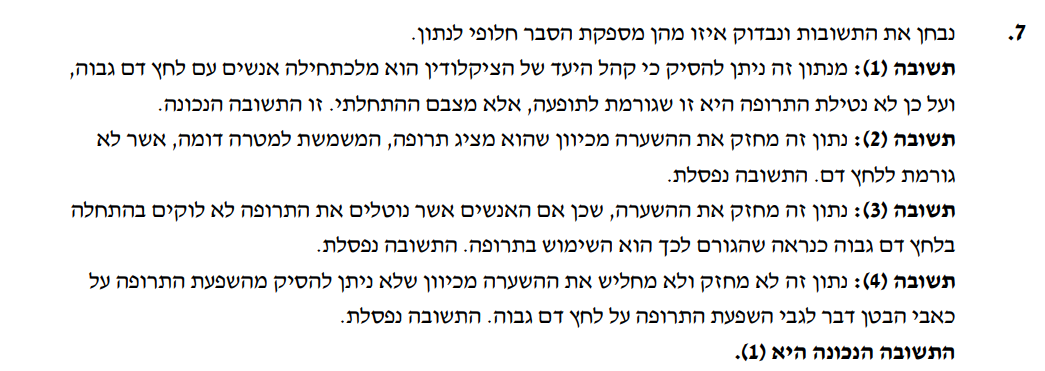 7. נבחן את התשובות ונבדוק איזו מהן מספקת הסבר חלופי לנתון.
תשובה (1): מנתון זה ניתן להסיק כי קהל היעד של הציקלודין הוא מלכתחילה אנשים עם לחץ דם גבוה,
ועל כן לא נטילת התרופה היא זו שגורמת לתופעה, אלא מצבם ההתחלתי. זו התשובה הנכונה.
תשובה (2): נתון זה מחזק את ההשערה מכיוון שהוא מציג תרופה, המשמשת למטרה דומה, אשר לא
גורמת ללחץ דם. התשובה נפסלת.
תשובה (3): נתון זה מחזק את ההשערה, שכן אם האנשים אשר נוטלים את התרופה לא לוקים בהתחלה
בלחץ דם גבוה כנראה שהגורם לכך הוא השימוש בתרופה. התשובה נפסלת.
תשובה (4): נתון זה לא מחזק ולא מחליש את ההשערה מכיוון שלא ניתן להסיק מהשפעת התרופה על
כאבי הבטן דבר לגבי השפעת התרופה על לחץ דם גבוה. התשובה נפסלת.
התשובה הנכונה היא (1).